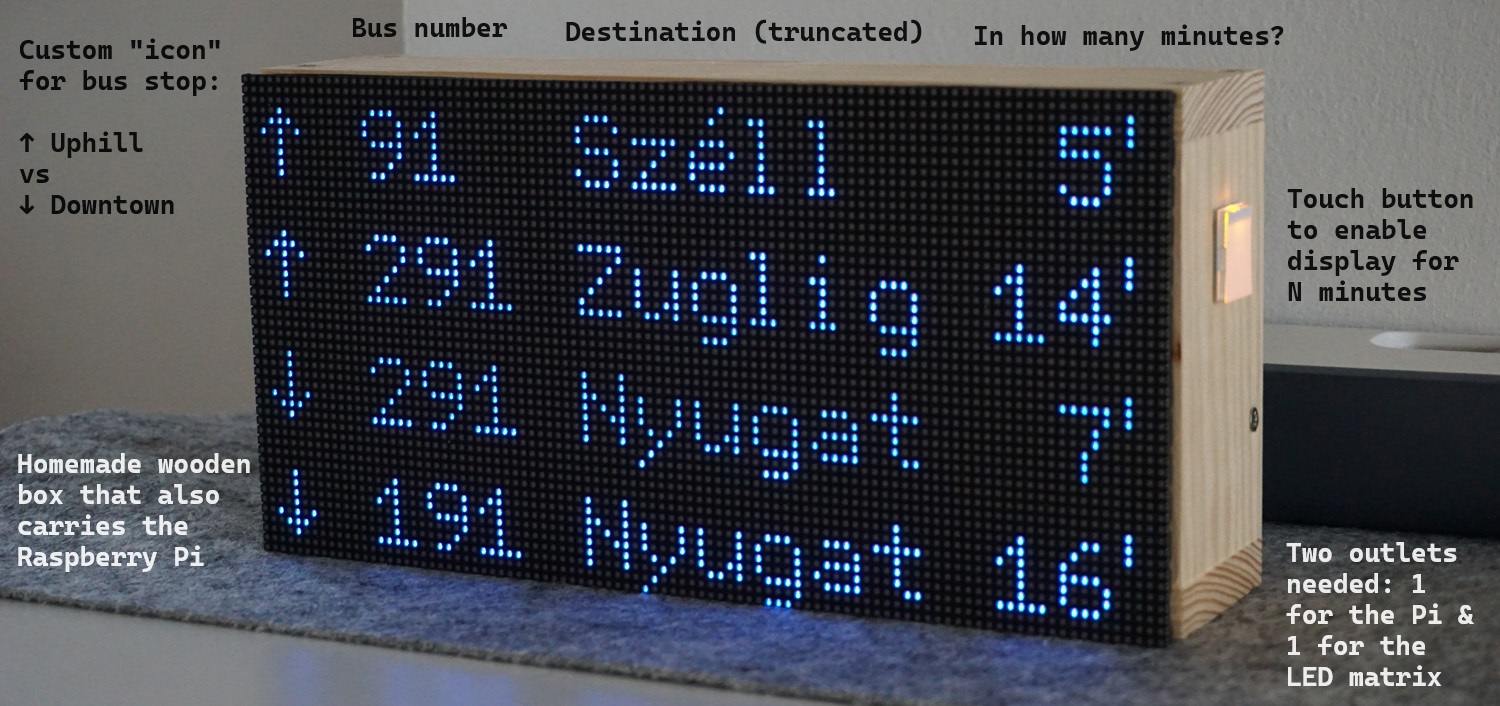 Custom "icon"
for bus stop:
↑ Uphill
vs
↓ Downtown
Bus number
Destination (truncated)
In how many minutes?
↑ 91 Széll 5'
↑ 291 Zuglig 14'
↓ 291 Nyugat 7'
↓ 191 Nyugat 16'
Touch button
to enable
display for
N minutes
Homemade wooden
box that also
carries the
Raspberry Pi
Two outlets
needed: 1
for the Pi &
1 for the
LED matrix